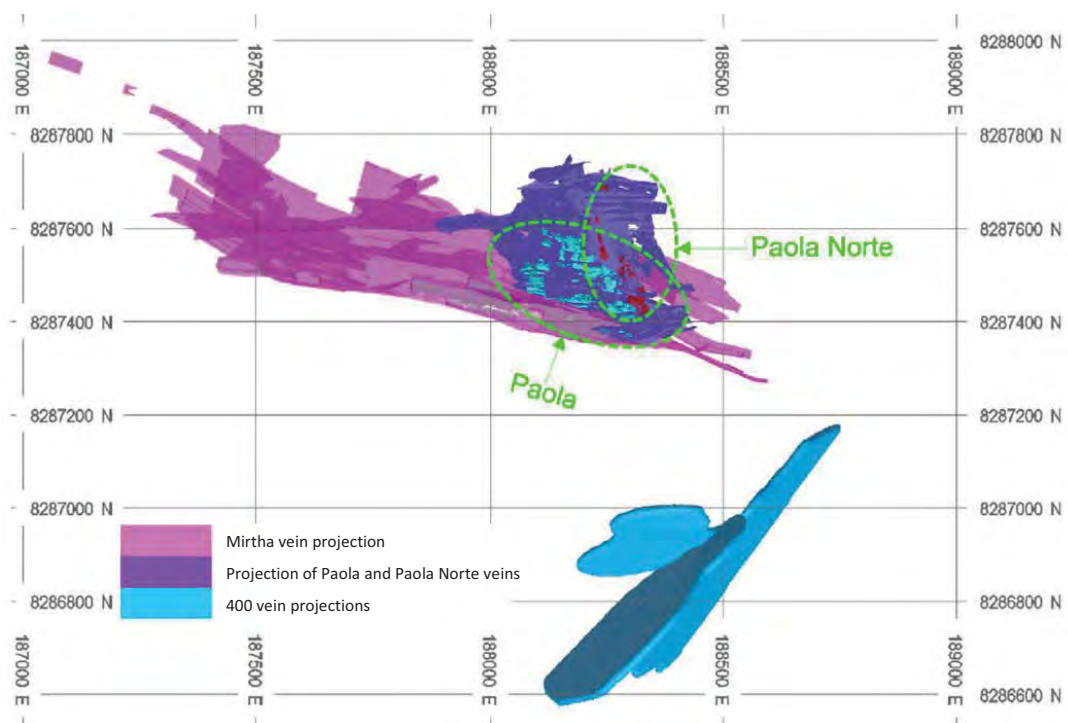 187000 E
187500 E
188000 E
188500 E
189000 E
8288000 N
8287800 N
8287800 N
8287600 N
8287600 N
Paola Norte
8287400 N
8287400 N
Paola
8287200 N
8287200 N
8287000 N
8287000 N
Mirtha vein projection
Projection of Paola and Paola Norte veins
400 vein projections
8286800 N
8286800 N
187000 E
187500 E
188000 E
188500 E
189000 E
8286600 N